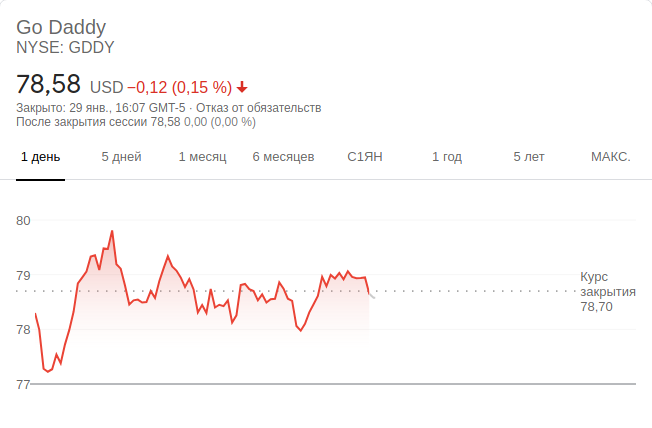 Go Daddy
NYSE: GDDY
78,58 USD −0,12 (0,15 %)
Закрыто: 29 янв., 16:07 GMT-5 · Отказ от обязательств
После закрытия сессии 78,58 0,00 (0,00 %)
1 день 5 дней 1 месяц 6 месяцев С1ЯН 1 год 5 лет МАКС.
80
79
78
77
Курс
закрытия
78,70